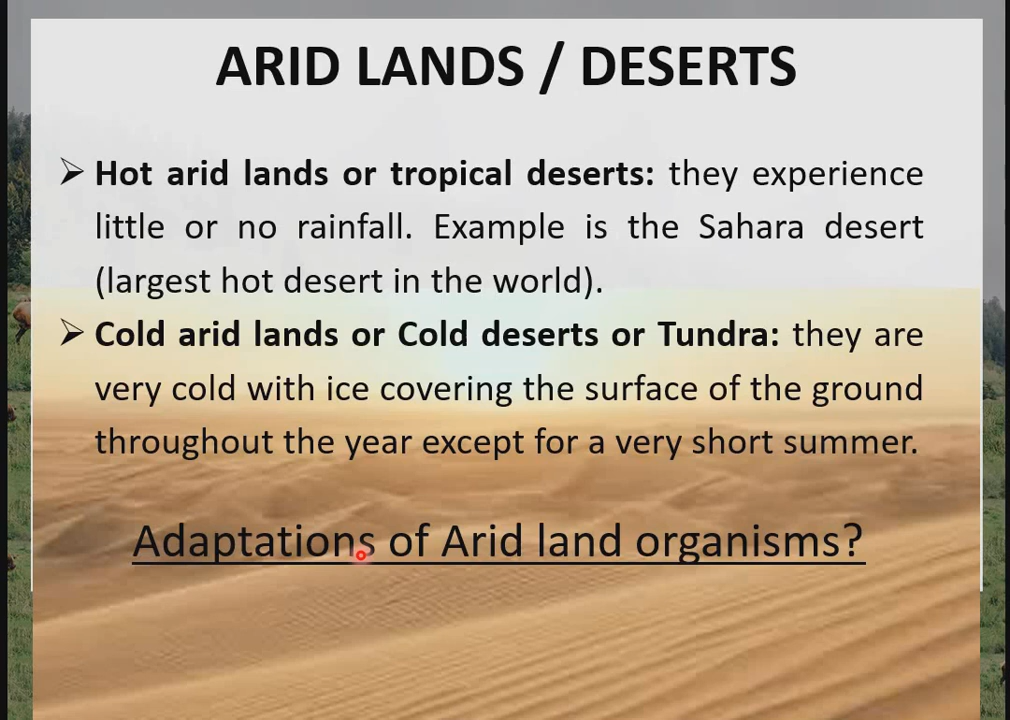 ARID LANDS / DESERTS
➢ Hot arid lands or tropical deserts: they experience
little or no rainfall. Example is the Sahara desert
(largest hot desert in the world).
➢ Cold arid lands or Cold deserts or Tundra: they are
very cold with ice covering the surface of the ground
throughout the year except for a very short summer.
Adaptations of Arid land organisms?